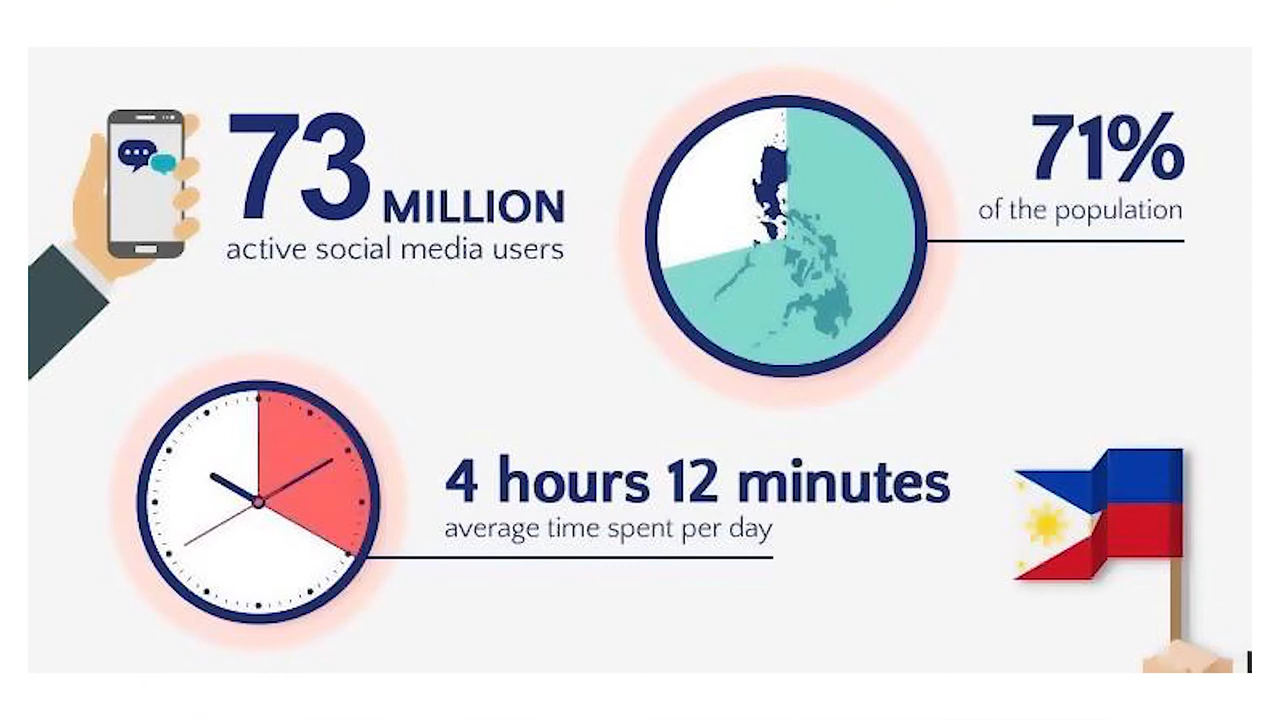 73 MILLION
active social media users
71%
of the population
4 hours 12 minutes
average time spent per day